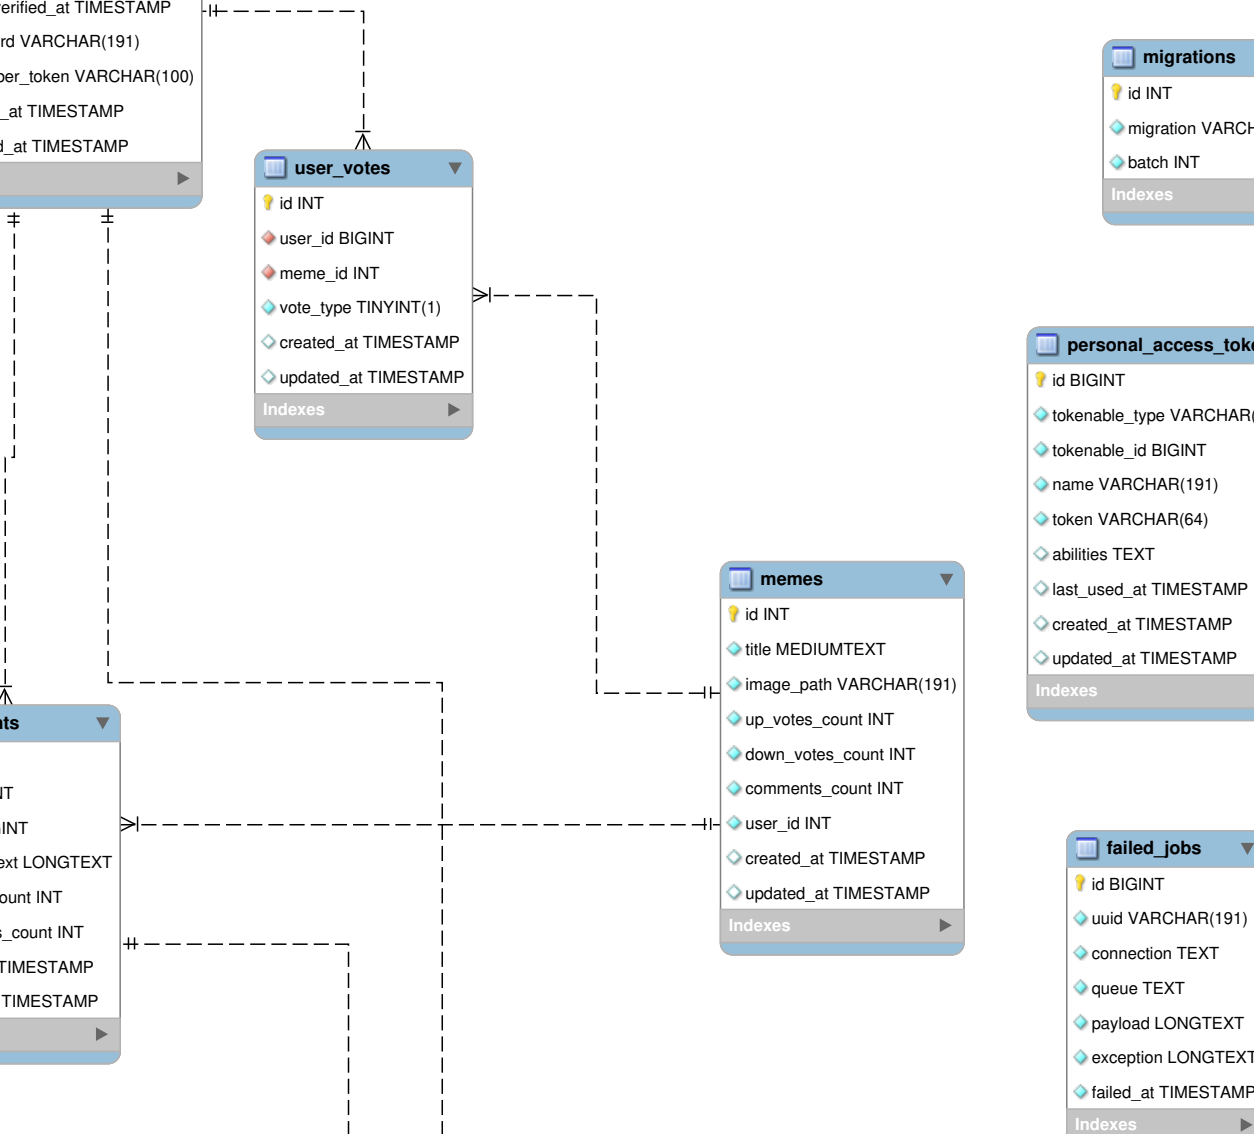 verified_at TIMESTAMP
rd VARCHAR(191)
ber_token VARCHAR(100)
_at TIMESTAMP
d_at TIMESTAMP
user_votes
id INT
user_id BIGINT
meme_id INT
vote_type TINYINT(1)
created_at TIMESTAMP
updated_at TIMESTAMP
Indexes
migrations
id INT
migration VARCH
batch INT
Indexes
personal_access_toke
id BIGINT
tokenable_type VARCHAR(
tokenable_id BIGINT
name VARCHAR(191)
token VARCHAR(64)
abilities TEXT
last_used_at TIMESTAMP
created_at TIMESTAMP
updated_at TIMESTAMP
Indexes
memes
id INT
title MEDIUMTEXT
image_path VARCHAR(191)
up_votes_count INT
down_votes_count INT
comments_count INT
user_id INT
created_at TIMESTAMP
updated_at TIMESTAMP
Indexes
nts
NT
GINT
ext LONGTEXT
ount INT
s_count INT
TIMESTAMP
TIMESTAMP
failed_jobs
id BIGINT
uuid VARCHAR(191)
connection TEXT
queue TEXT
payload LONGTEXT
exception LONGTEXT
failed_at TIMESTAMP
Indexes